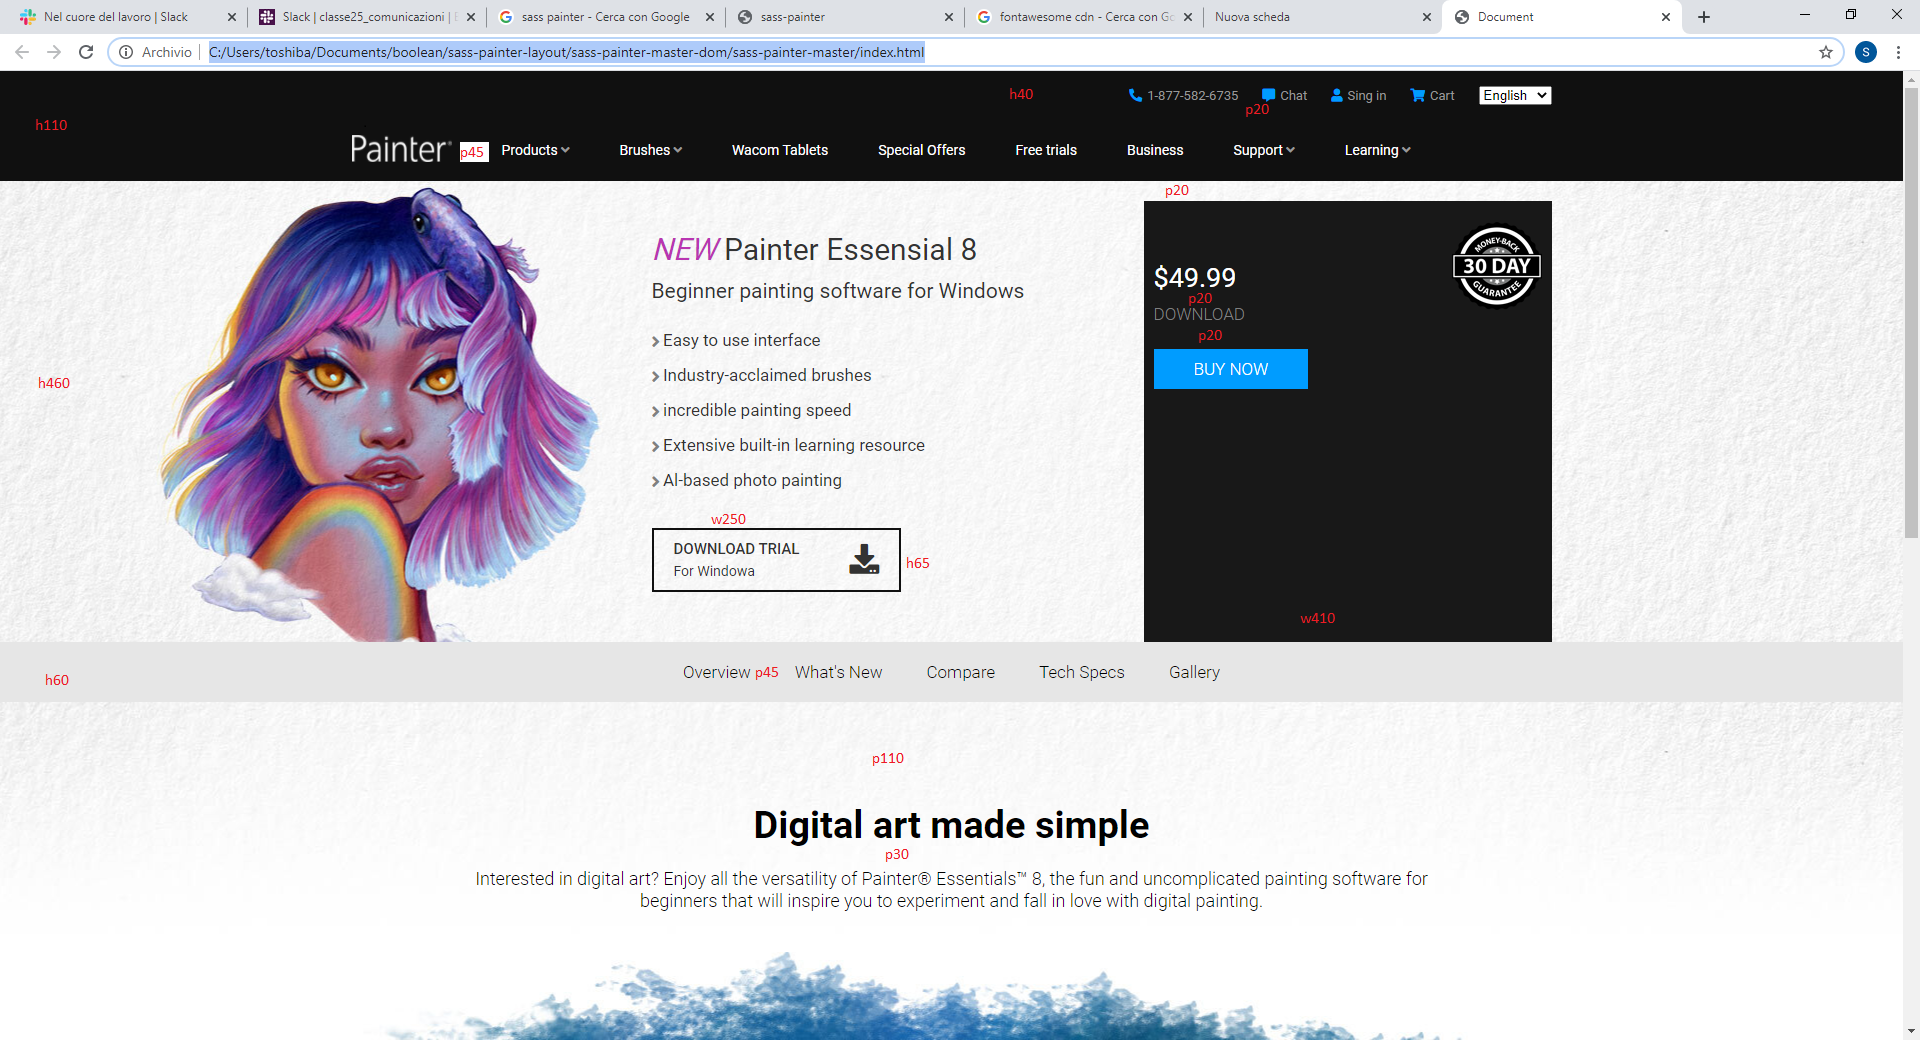 Nel cuore del lavoro | Slack
Slack | classe25_comunicazioni |
sass painter - Cerca con Google
sass-painter
fontawesome cdn - Cerca con Go
Nuova scheda
Document
Archivio
C:/Users/toshiba/Documents/boolean/sass-painter-layout/sass-painter-master-dom/sass-painter-master/index.html
S
h40
1-877-582-6735
Chat
Sing in
Cart
English
p20
h110
Painter
p45
Products
Brushes
Wacom Tablets
Special Offers
Free trials
Business
Support
Learning
p20
NEW Painter Essensial 8
Beginner painting software for Windows
Easy to use interface
Industry-acclaimed brushes
incredible painting speed
Extensive built-in learning resource
AI-based photo painting
h460
w250
DOWNLOAD TRIAL
For Windowa
h65
MONEY-BACK
30 DAY
GUARANTEE
$49.99
p20
DOWNLOAD
p20
BUY NOW
w410
h60
Overview
p45
What's New
Compare
Tech Specs
Gallery
p110
Digital art made simple
p30
Interested in digital art? Enjoy all the versatility of Painter® Essentials™ 8, the fun and uncomplicated painting software for
beginners that will inspire you to experiment and fall in love with digital painting.